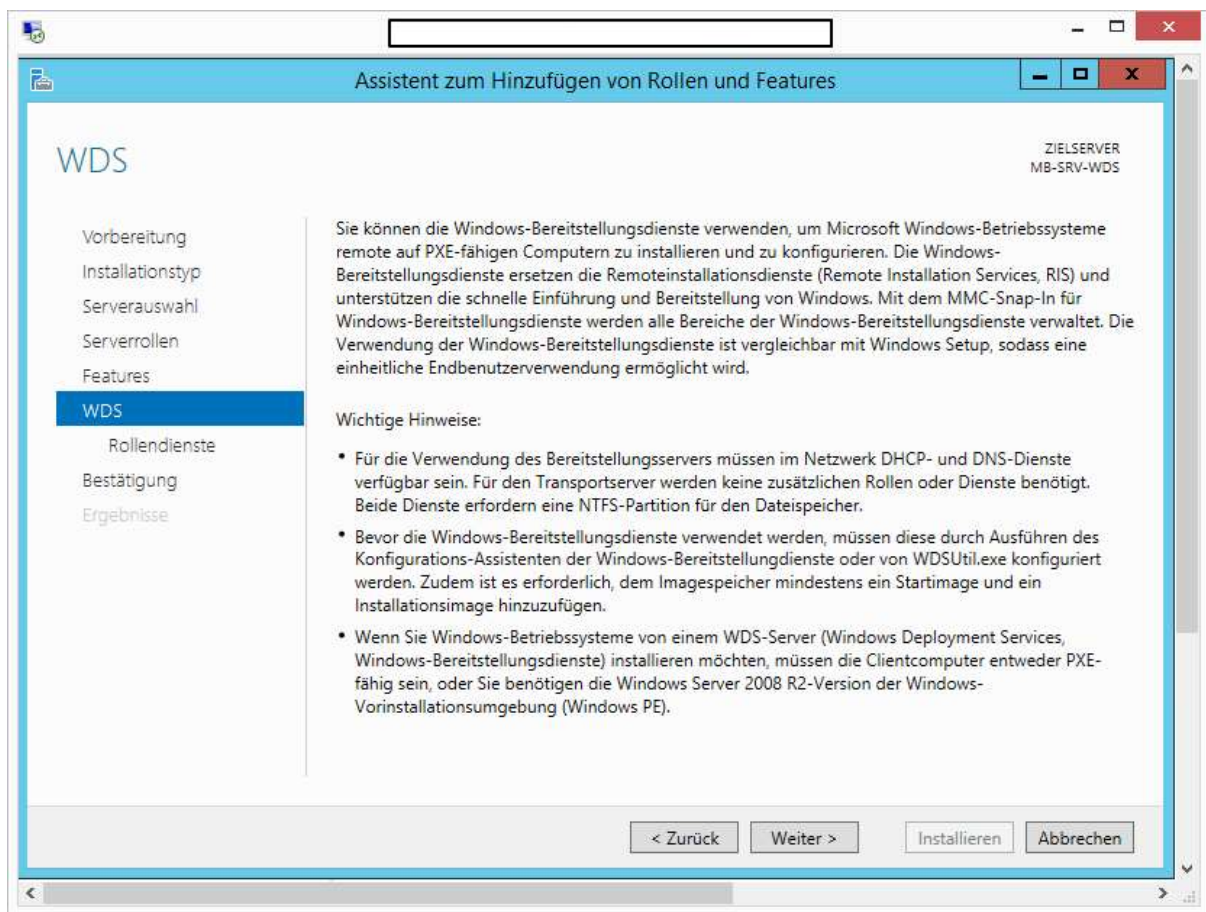 Assistent zum Hinzufügen von Rollen und Features
WDS
ZIELSERVER
MB-SRV-WDS
Vorbereitung
Installationstyp
Serverauswahl
Serverrollen
Features
WDS
Rollendienste
Bestätigung
Ergebnisse
Sie können die Windows-Bereitstellungsdienste verwenden, um Microsoft Windows-Betriebssysteme
remote auf PXE-fähigen Computern zu installieren und zu konfigurieren. Die Windows-
Bereitstellungsdienste ersetzen die Remoteinstallationsdienste (Remote Installation Services, RIS) und
unterstützen die schnelle Einführung und Bereitstellung von Windows. Mit dem MMC-Snap-In für
Windows-Bereitstellungsdienste werden alle Bereiche der Windows-Bereitstellungsdienste verwaltet. Die
Verwendung der Windows-Bereitstellungsdienste ist vergleichbar mit Windows Setup, sodass eine
einheitliche Endbenutzerverwendung ermöglicht wird.
Wichtige Hinweise:
• Für die Verwendung des Bereitstellungsservers müssen im Netzwerk DHCP- und DNS-Dienste
verfügbar sein. Für den Transportserver werden keine zusätzlichen Rollen oder Dienste benötigt.
Beide Dienste erfordern eine NTFS-Partition für den Dateispeicher.
• Bevor die Windows-Bereitstellungsdienste verwendet werden, müssen diese durch Ausführen des
Konfigurations-Assistenten der Windows-Bereitstellungdienste oder von WDSUtil.exe konfiguriert
werden. Zudem ist es erforderlich, dem Imagespeicher mindestens ein Startimage und ein
Installationsimage hinzuzufügen.
• Wenn Sie Windows-Betriebssysteme von einem WDS-Server (Windows Deployment Services,
Windows-Bereitstellungsdienste) installieren möchten, müssen die Clientcomputer entweder PXE-
fähig sein, oder Sie benötigen die Windows Server 2008 R2-Version der Windows-
Vorinstallationsumgebung (Windows PE).
< Zurück
Weiter >
Installieren
Abbrechen